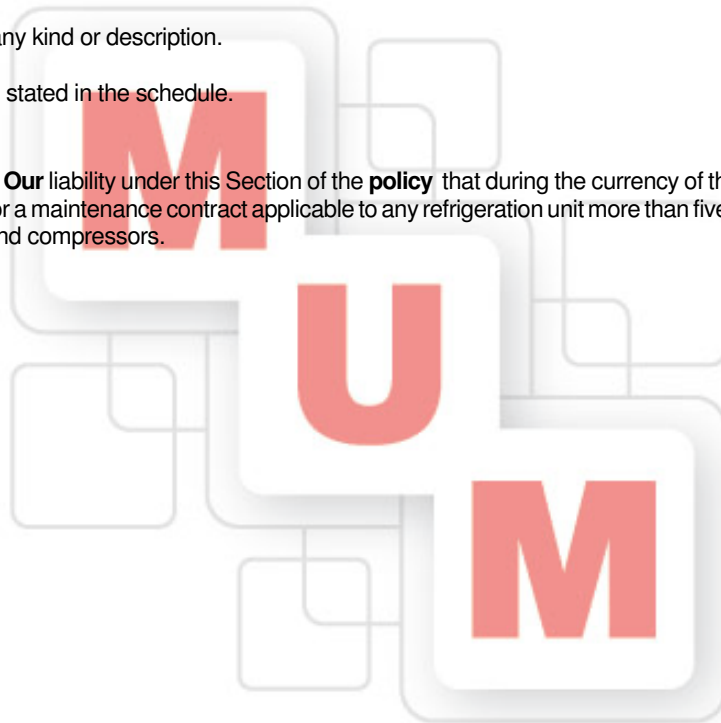 any kind or description.
stated in the schedule.
Our liability under this Section of the policy that during the currency of th
or a maintenance contract applicable to any refrigeration unit more than five
nd compressors.
M
U
M